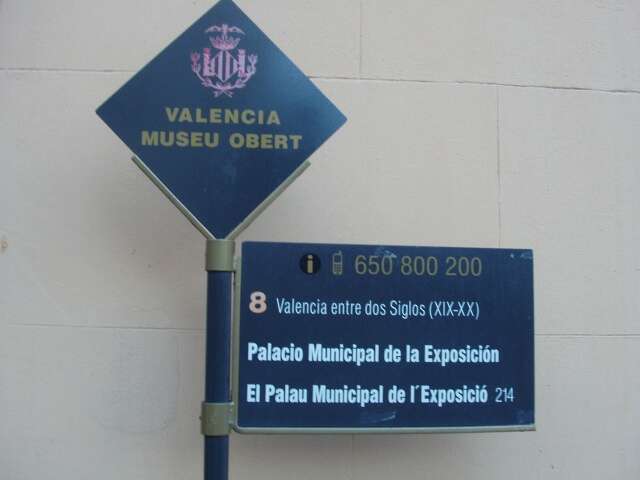 VALENCIA
MUSEU OBERT
i 650 800 200
8 Valencia entre dos Siglos (XIX-XX)
Palacio Municipal de la Exposición
El Palau Municipal de l´Exposició 214